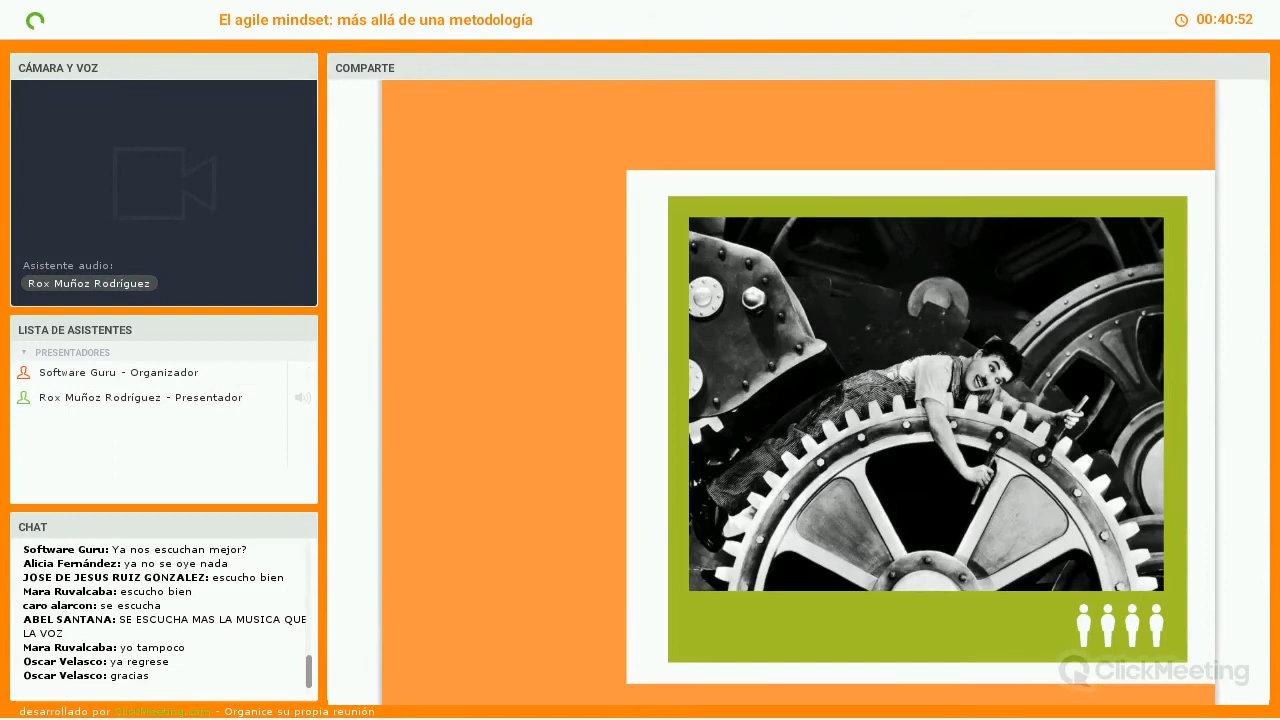 El agile mindset: más allá de una metodología
00:40:52
CÁMARA Y VOZ
Asistente audio:
Rox Muñoz Rodríguez
LISTA DE ASISTENTES
PRESENTADORES
Software Guru - Organizador
Rox Muñoz Rodríguez - Presentador
CHAT
Software Guru: Ya nos escuchan mejor?
Alicia Fernández: ya no se oye nada
JOSE DE JESUS RUIZ GONZALEZ: escucho bien
Mara Ruvalcaba: escucho bien
caro alarcon: se escucha
ABEL SANTANA: SE ESCUCHA MAS LA MUSICA QUE
LA VOZ
Mara Ruvalcaba: yo tampoco
Oscar Velasco: ya regrese
Oscar Velasco: gracias
COMPARTE
ClickMeeting
desarrollado por ClickMeeting.com - Organice su propia reunión